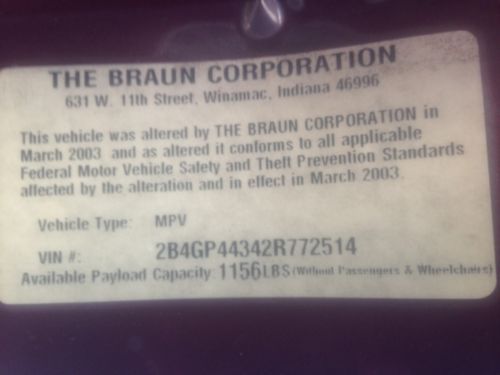 THE BRAUN CORPORATION
631 W. 11th Street, Winamac, Indiana 46996
This vehicle was altered by THE BRAUN CORPORATION in
March 2003 and as altered it conforms to all applicable
Federal Motor Vehicle Safety and Theft Prevention Standards
affected by the alteration and in effect in March 2003.
Vehicle Type: MPV
VIN #: 2B4GP44342R772514
Available Payload Capacity: 1156LBS (Without Passengers & Wheelchairs)